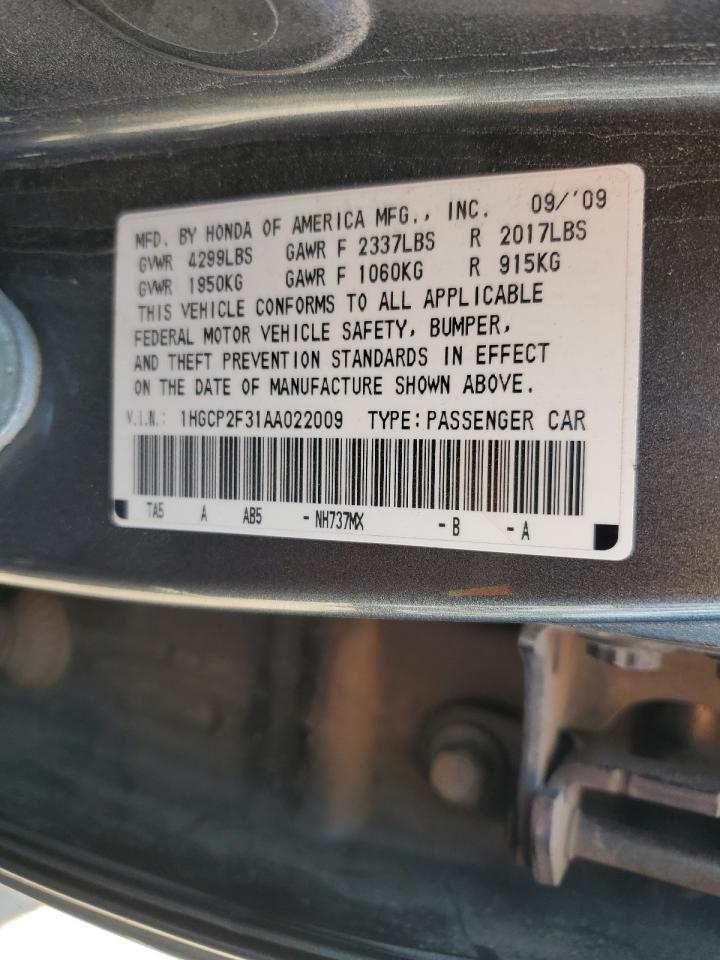 MFD. BY HONDA OF AMERICA MFG., INC. 09/'09
GVWR 4299LBS GAWR F 2337LBS R 2017LBS
GVWR 1950KG GAWR F 1060KG R 915KG
THIS VEHICLE CONFORMS TO ALL APPLICABLE
FEDERAL MOTOR VEHICLE SAFETY, BUMPER,
AND THEFT PREVENTION STANDARDS IN EFFECT
ON THE DATE OF MANUFACTURE SHOWN ABOVE.
V.I.N.: 1HGCP2F31AA022009 TYPE: PASSENGER CAR
TA5 A AB5 - NH737MX - B - A